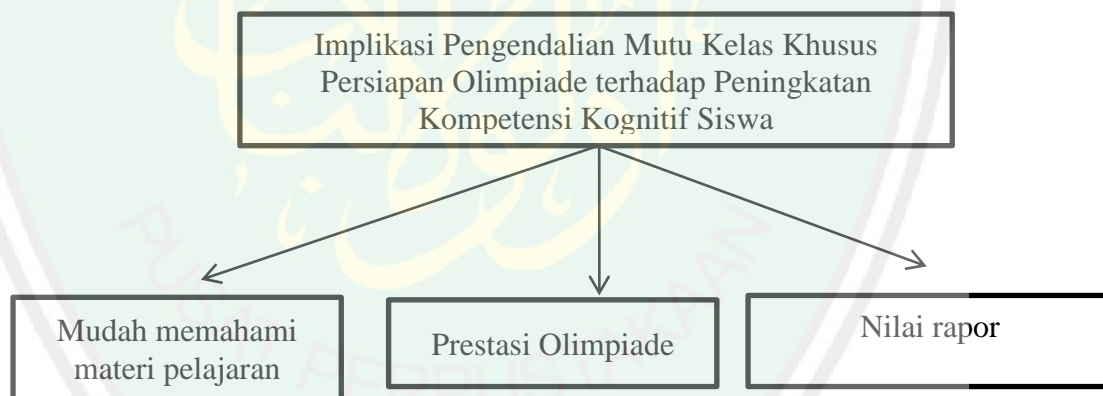 Implikasi Pengendalian Mutu Kelas Khusus
Persiapan Olimpiade terhadap Peningkatan
Kompetensi Kognitif Siswa
Mudah memahami
materi pelajaran
Prestasi Olimpiade
Nilai rapor